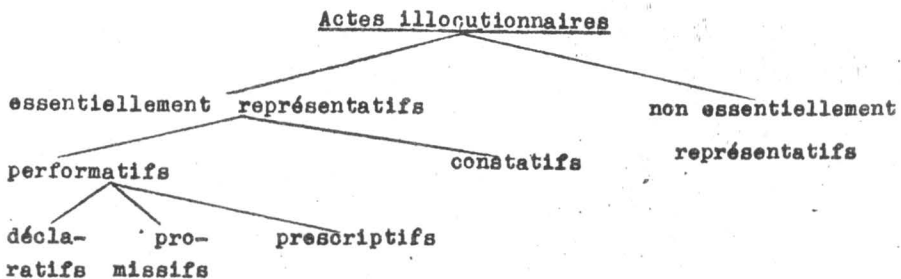 Actes illocutionnaires
essentiellement représentatifs
non essentiellement
représentatifs
performatifs
constatifs
décla-
ratifs
pro-
missifs
prescriptifs